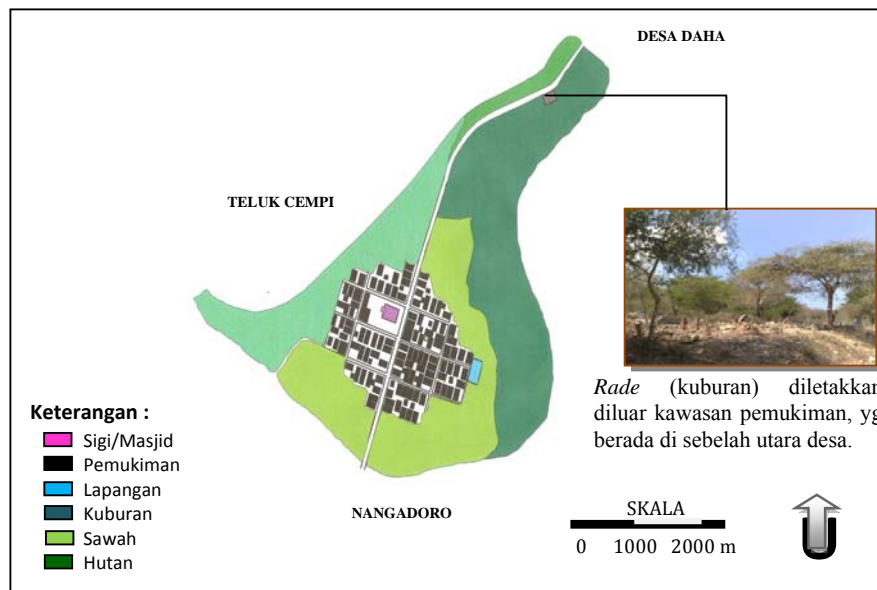 DESA DAHA
TELUK CEMPI
Rade (kuburan) diletakkan
diluar kawasan pemukiman, yg
berada di sebelah utara desa.
Keterangan :
Sigi/Masjid
Pemukiman
Lapangan
Kuburan
Sawah
Hutan
NANGADORO
SKALA
0 1000 2000 m
U